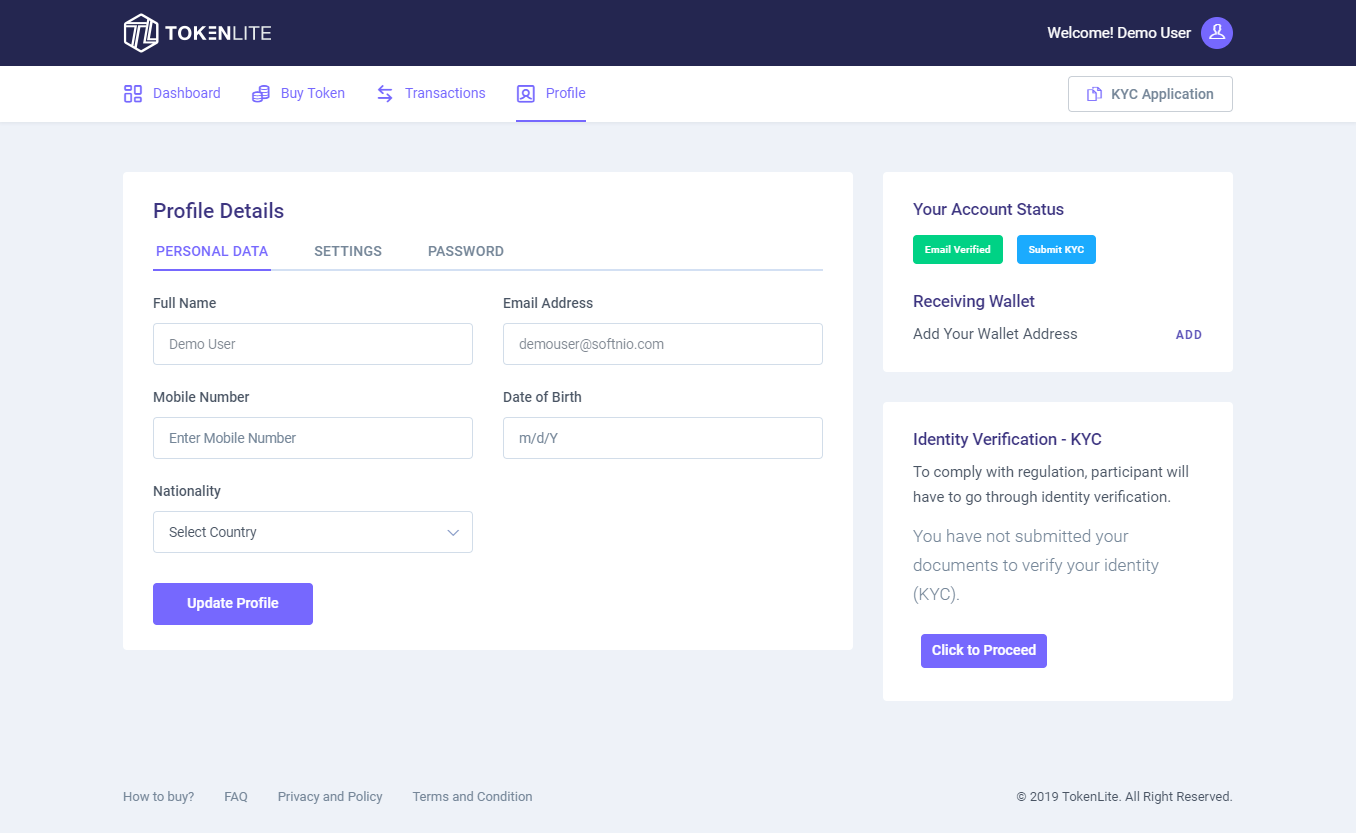 TOKENLITE
Welcome! Demo User
Dashboard
Buy Token
Transactions
Profile
KYC Application
Profile Details
PERSONAL DATA
SETTINGS
PASSWORD
Full Name
Email Address
Demo User
demouser@softnio.com
Mobile Number
Date of Birth
Enter Mobile Number
m/d/Y
Nationality
Select Country
Update Profile
Your Account Status
Email Verified
Submit KYC
Receiving Wallet
Add Your Wallet Address
ADD
Identity Verification - KYC
To comply with regulation, participant will
have to go through identity verification.
You have not submitted your
documents to verify your identity
(KYC).
Click to Proceed
How to buy?
FAQ
Privacy and Policy
Terms and Condition
© 2019 TokenLite. All Right Reserved.